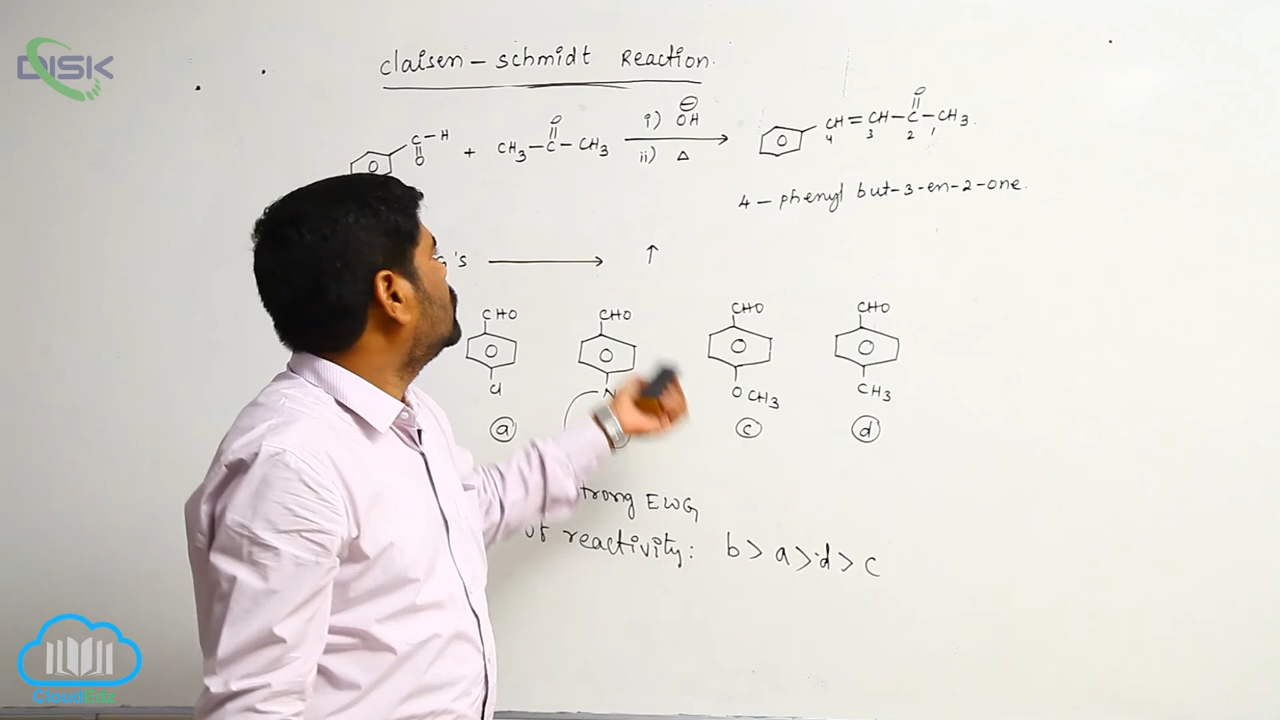 DISK
claisen - schmidt Reaction.
C-H
O
+
CH3-C-CH3
O
i) OH⊖
ii) Δ
CH=CH-C-CH3.
O
4 3 2 1
4 - phenyl but-3-en-2-one.
's ⟶ ↑
CHO CHO CHO CHO
Cl N OCH3 CH3
a c d
trong EWG
of reactivity: b > a > d > c
CloudEdz